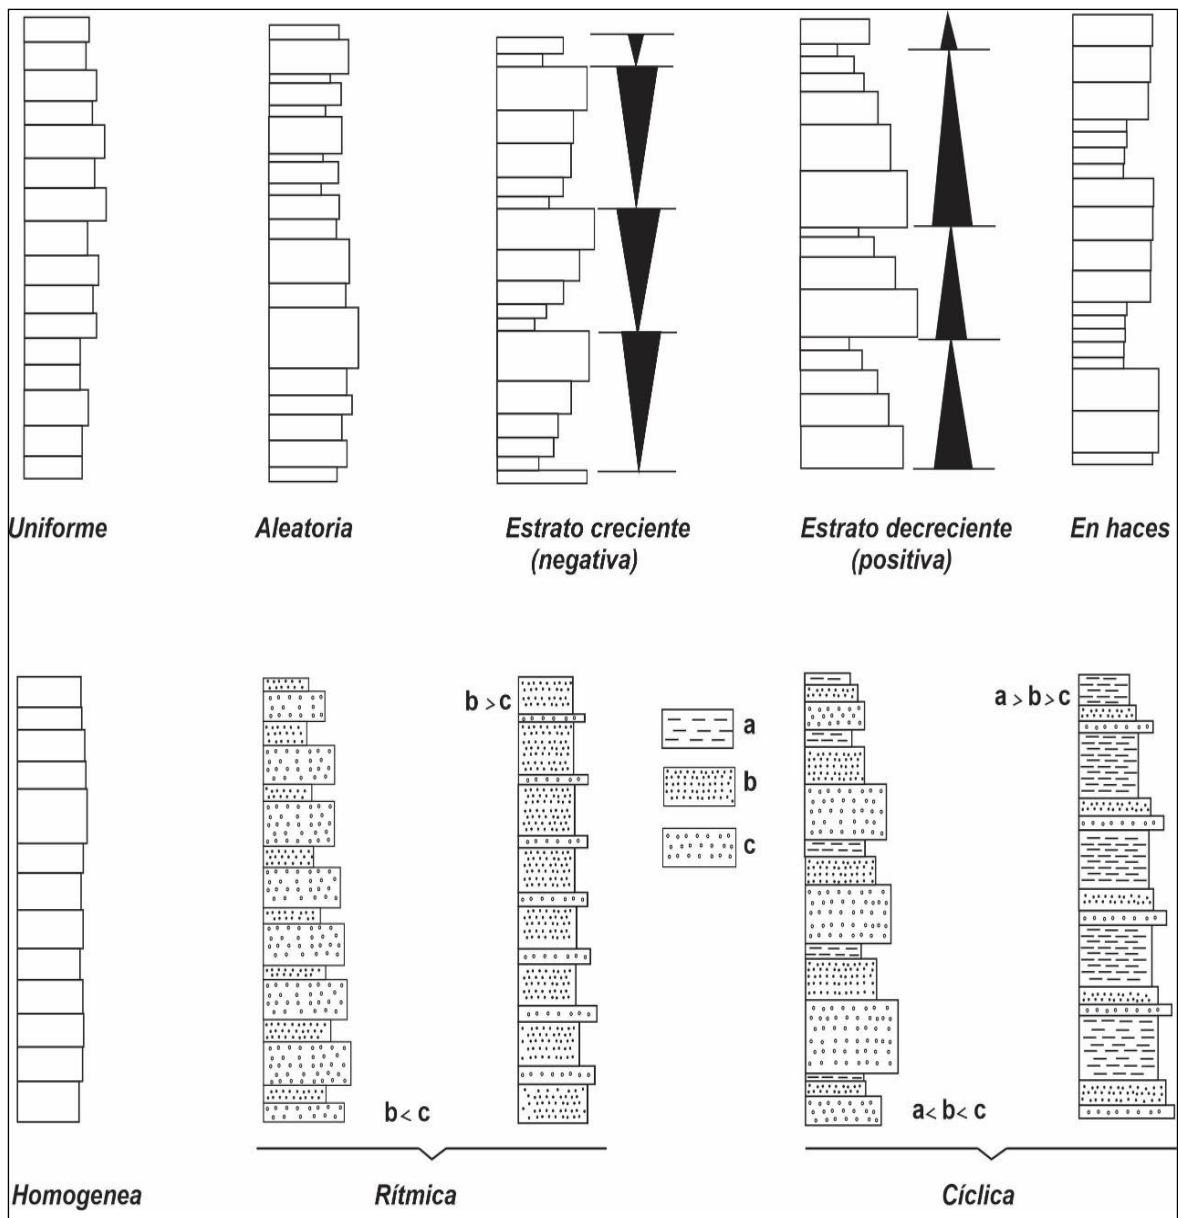 Uniforme
Aleatoria
Estrato creciente
(negativa)
Estrato decreciente
(positiva)
En haces
b > c
a
b
c
a > b > c
b < c
a < b < c
Homogenea
Rítmica
Cíclica